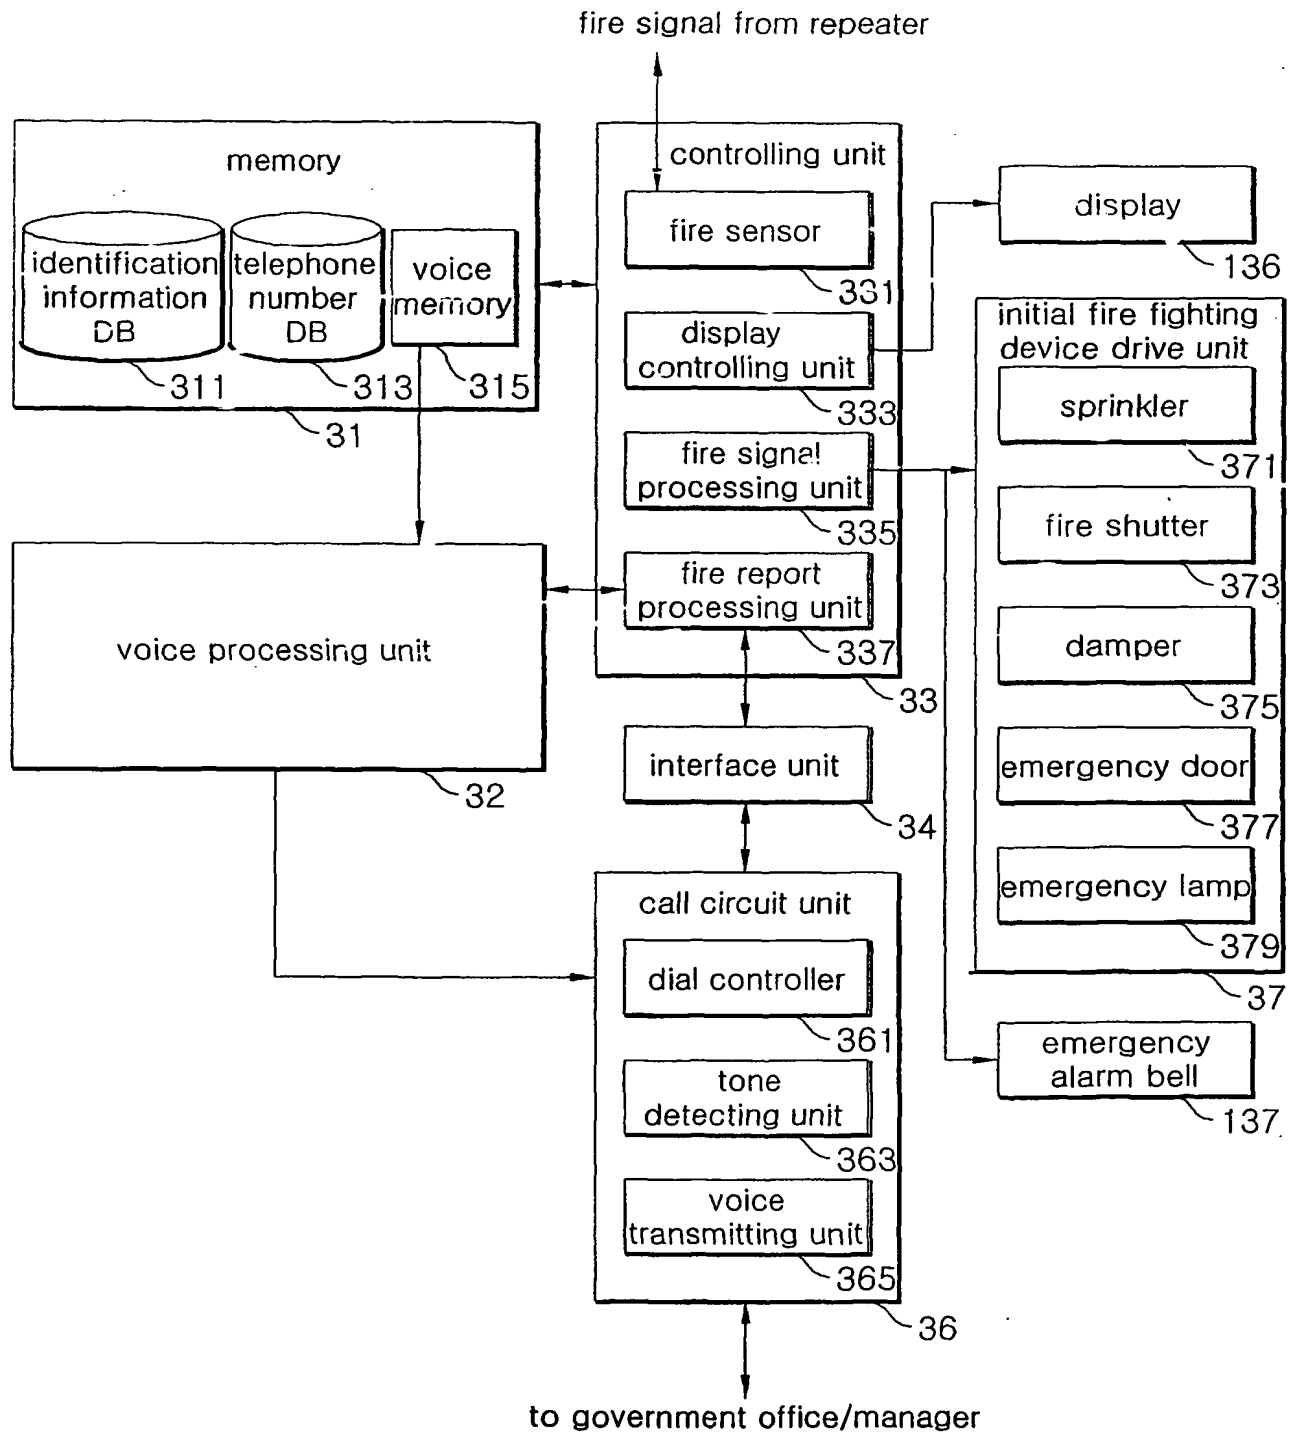 fire signal from repeater
memory
identification
information
DB
311
telephone
number
DB
313
voice
memory
315
31
controlling unit
fire sensor
331
display
controlling unit
333
fire signal
processing unit
335
fire report
processing unit
337
33
display
136
initial fire fighting
device drive unit
sprinkler
371
fire shutter
373
damper
375
emergency door
377
emergency lamp
379
37
emergency
alarm bell
137
voice processing unit
32
interface unit
34
call circuit unit
dial controller
361
tone
detecting unit
363
voice
transmitting unit
365
36
to government office/manager